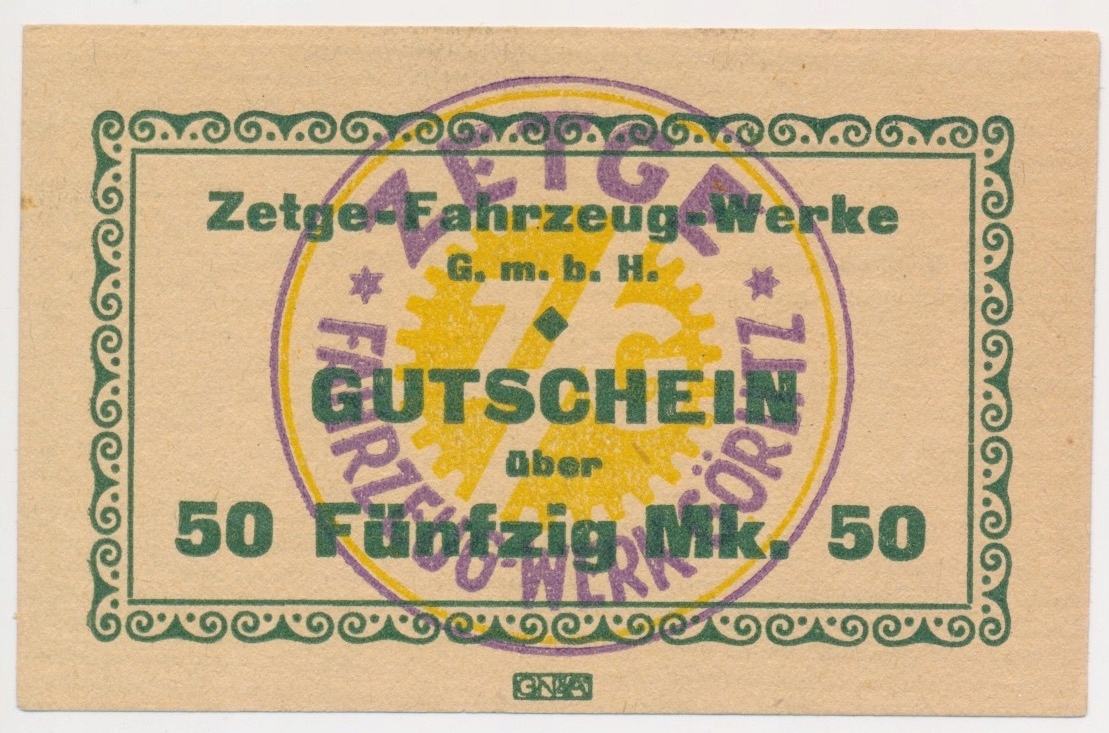 ZETGE
Zetge-Fahrzeug-Werke
G. m. b. H.
GUTSCHEIN
über
50 Fünfzig Mk. 50
FAHRZEUG-WERK GÖRLITZ